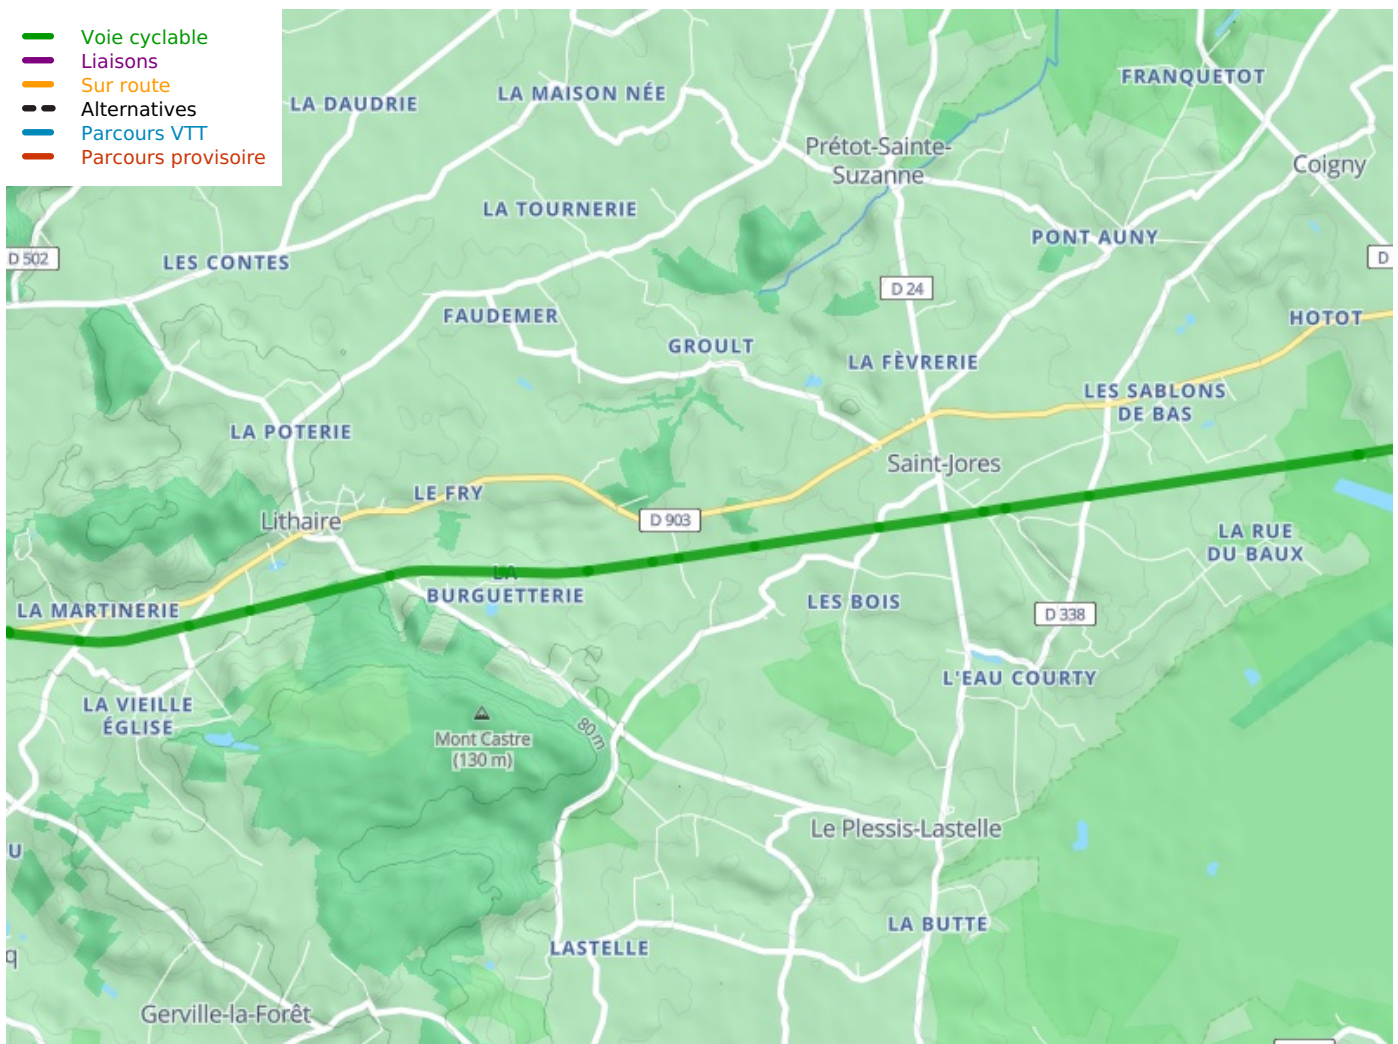 Voie cyclable
Liaisons
Sur route
Alternatives
Parcours VTT
Parcours provisoire
FRANQUETOT
LA MAISON NÉE
LA DAUDRIE
Prétot-Sainte-
Suzanne
Coigny
LA TOURNERIE
PONT AUNY
D 502
LES CONTES
D
D 24
FAUDEMER
HOTOT
GROULT
LA FÈVRERIE
LES SABLONS
DE BAS
LA POTERIE
Saint-Jores
LE FRY
Lithaire
D 903
LA RUE
DU BAUX
LA
BURGUETTERIE
LES BOIS
LA MARTINERIE
D 338
L'EAU COURTY
LA VIEILLE
ÉGLISE
80 m
Mont Castre
(130 m)
Le Plessis-Lastelle
U
LA BUTTE
LASTELLE
q
Gerville-la-Forêt